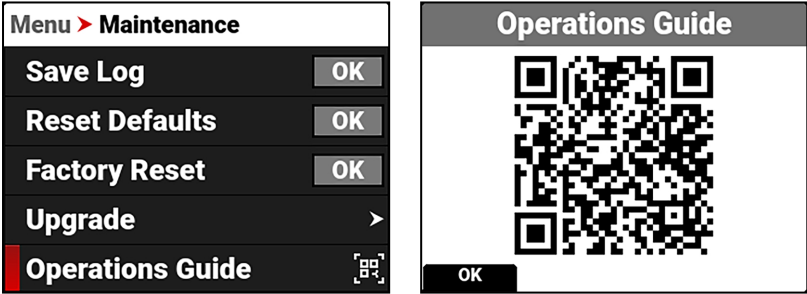 Menu > Maintenance
Save Log OK
Reset Defaults OK
Factory Reset OK
Upgrade >
Operations Guide
Operations Guide
OK